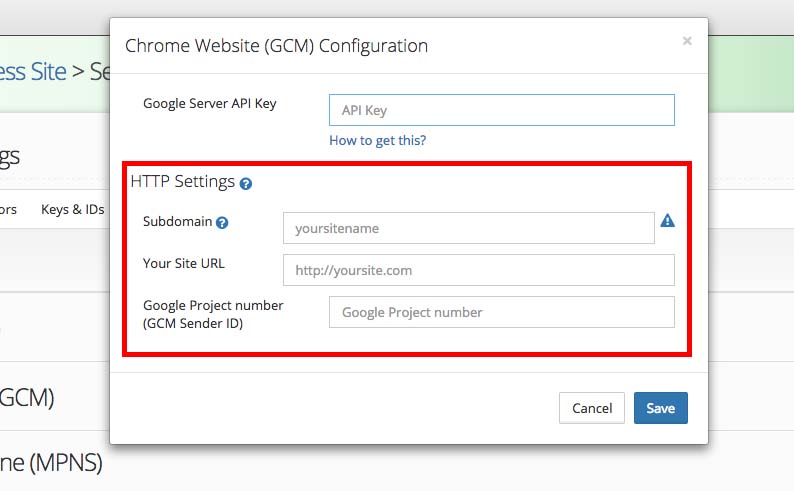 Chrome Website (GCM) Configuration
×
ess Site > Se
Google Server API Key
API Key
How to get this?
gs
HTTP Settings ?
ors Keys & IDs
Subdomain ?
yoursitename
Your Site URL
http://yoursite.com
Google Project number
(GCM Sender ID)
Google Project number
GCM)
Cancel
Save
ne (MPNS)